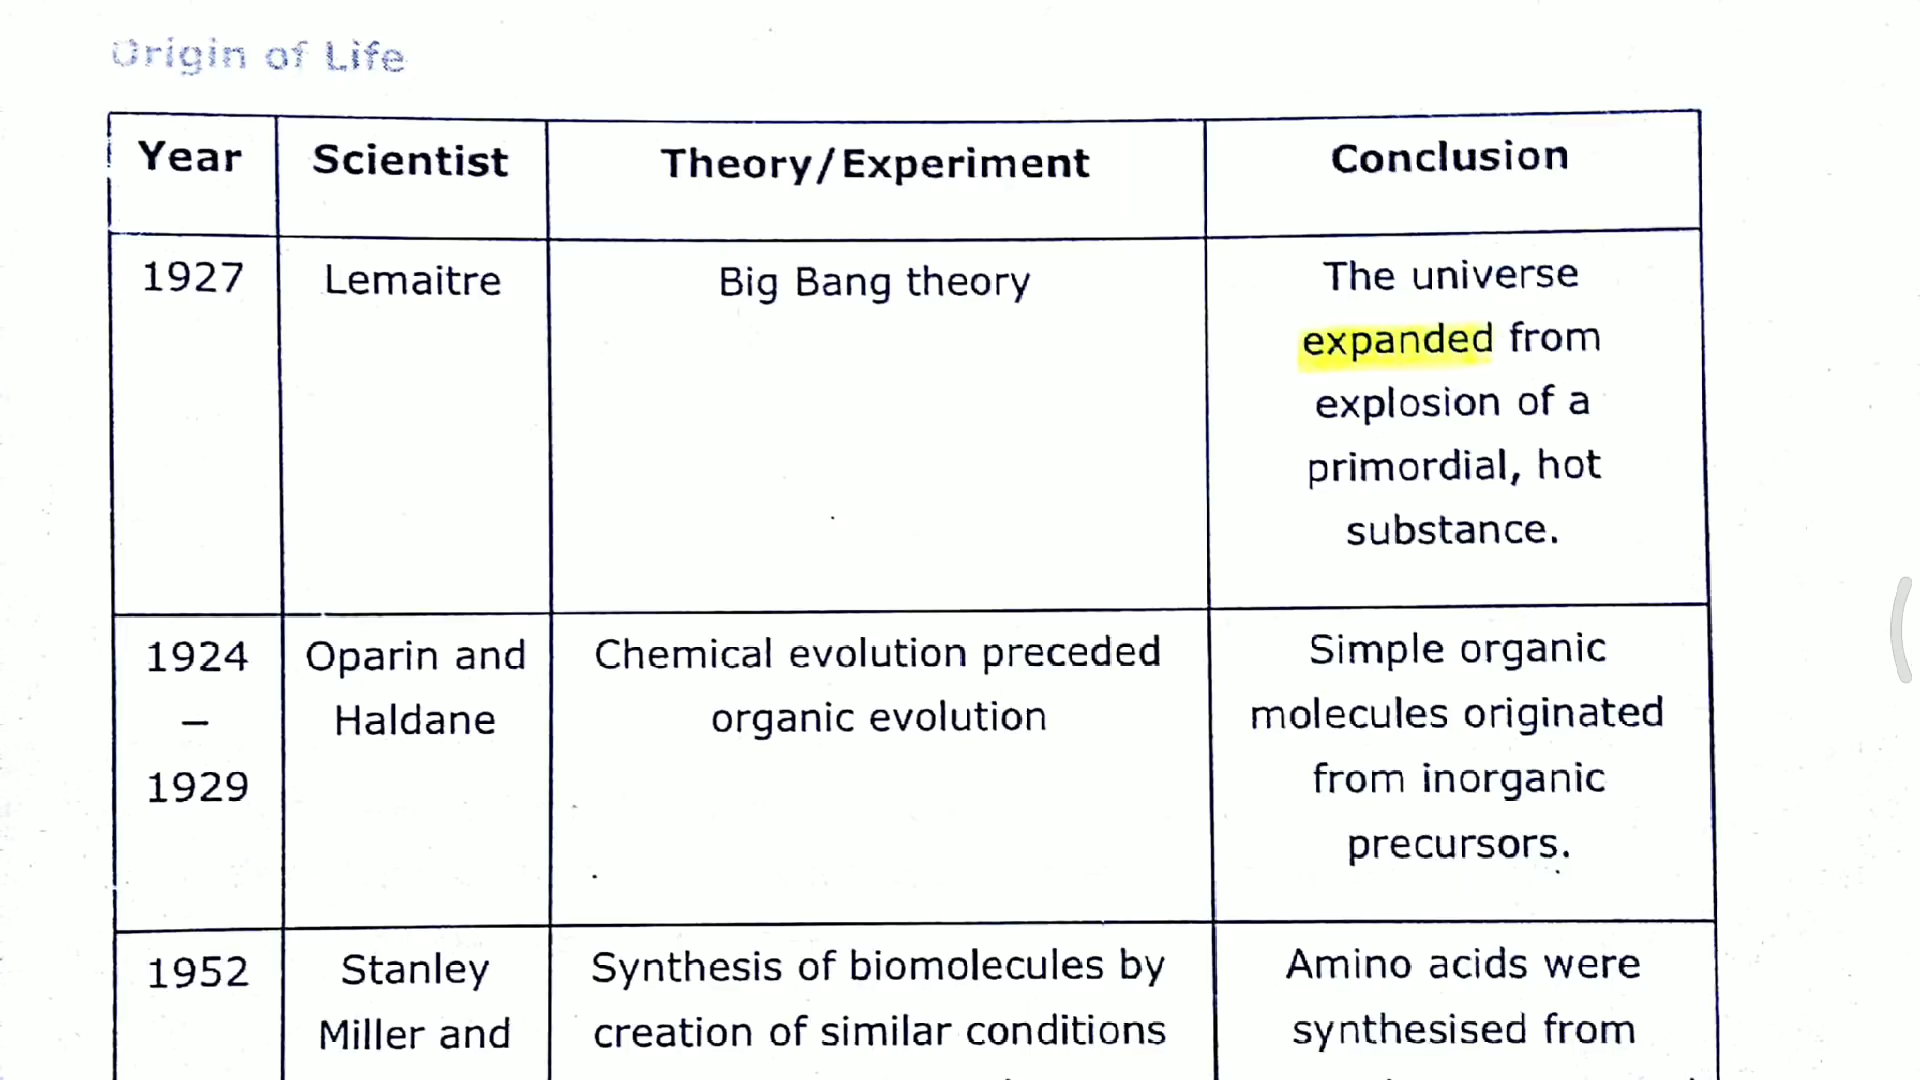 Origin of Life
Year Scientist Theory/Experiment Conclusion
1927 Lemaitre Big Bang theory The universe
expanded from
explosion of a
primordial, hot
substance.
1924 Oparin and Chemical evolution preceded Simple organic
– Haldane organic evolution molecules originated
1929 from inorganic
precursors.
1952 Stanley Synthesis of biomolecules by Amino acids were
Miller and creation of similar conditions synthesised from